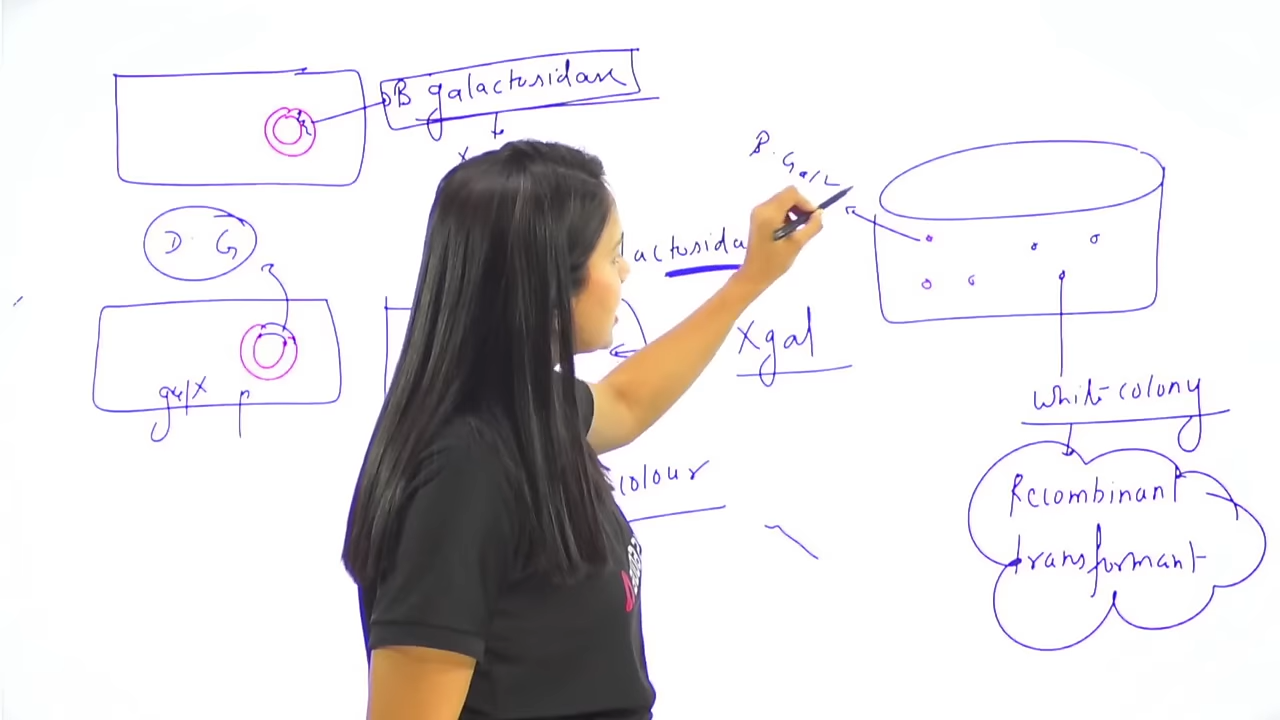 B galactosidase
X
D. G
lactosida
B. Gal
Xgal
gal X
colour
white colony
Recombinant
transformant